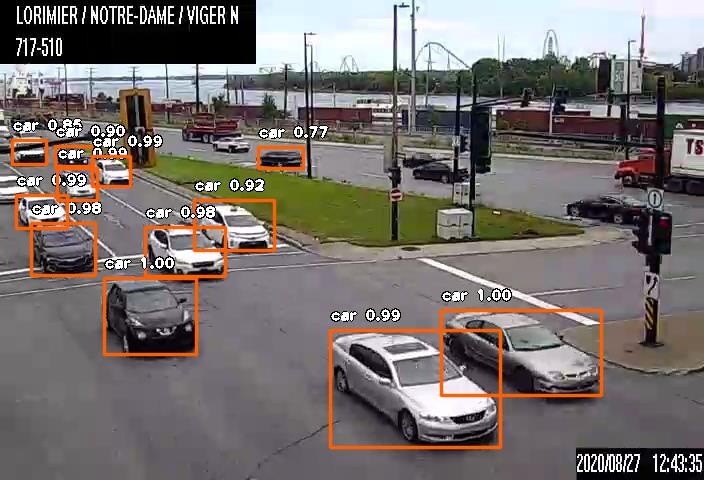 LORIMIER / NOTRE-DAME / VIGER N
717-510
car 0.86
car 0.90
car 0.99
car 0.77
car 0.99
car 0.92
car 0.98
car 0.98
car 1.00
car 1.00
car 0.99
TS
2020/08/27 12:43:35